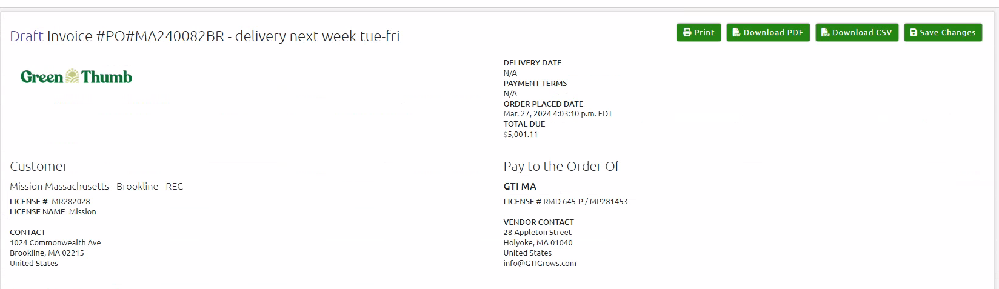 Draft Invoice #PO#MA240082BR - delivery next week tue-fri
Print
Download PDF
Download CSV
Save Changes
Green Thumb
DELIVERY DATE
N/A
PAYMENT TERMS
N/A
ORDER PLACED DATE
Mar. 27, 2024 4:03:10 p.m. EDT
TOTAL DUE
$5,001.11
Customer
Mission Massachusetts - Brookline - REC
LICENSE #: MR282028
LICENSE NAME: Mission
CONTACT
1024 Commonwealth Ave
Brookline, MA 02215
United States
Pay to the Order Of
GTI MA
LICENSE # RMD 645-P / MP281453
VENDOR CONTACT
28 Appleton Street
Holyoke, MA 01040
United States
info@GTIGrows.com